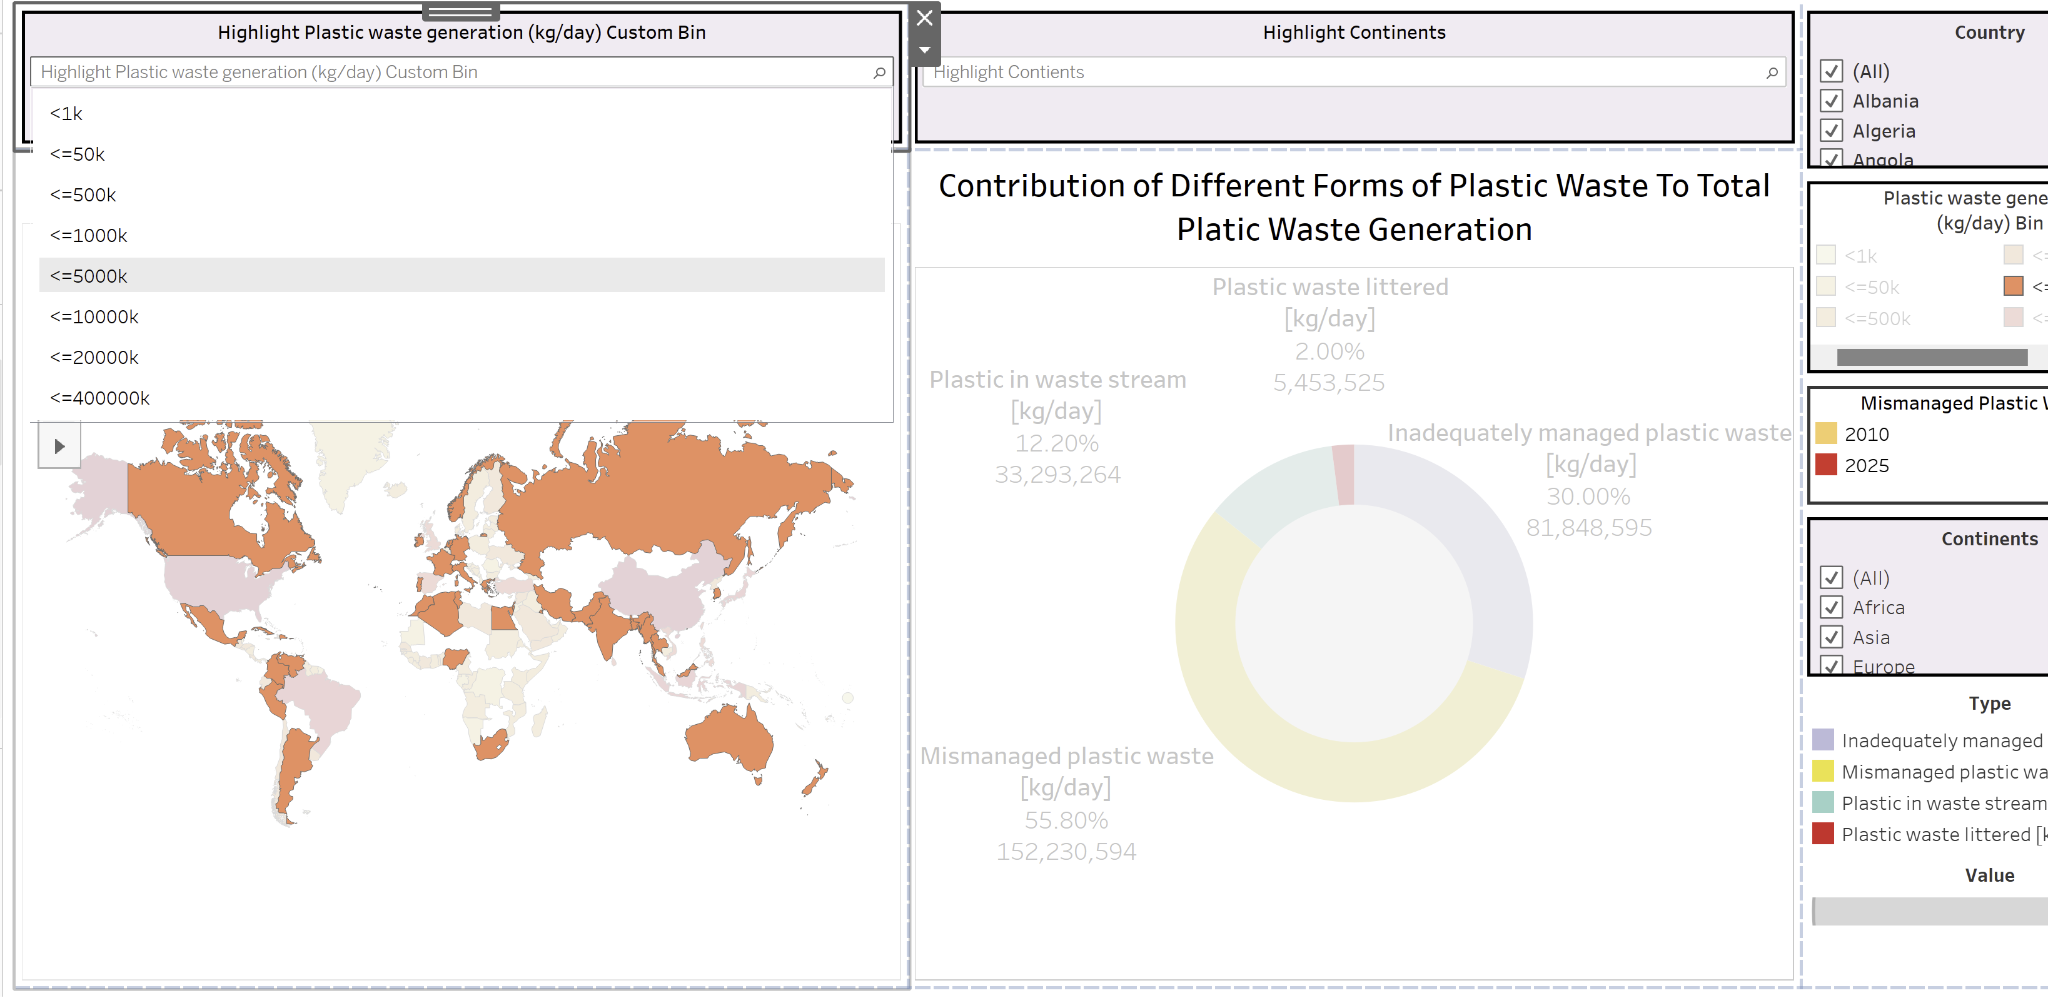 Highlight Plastic waste generation (kg/day) Custom Bin
Highlight Plastic waste generation (kg/day) Custom Bin
<1k
<=50k
<=500k
<=1000k
<=5000k
<=10000k
<=20000k
<=400000k
Highlight Continents
Highlight Contients
Contribution of Different Forms of Plastic Waste To Total
Platic Waste Generation
Plastic waste littered
[kg/day]
2.00%
5,453,525
Plastic in waste stream
[kg/day]
12.20%
33,293,264
Inadequately managed plastic waste
[kg/day]
30.00%
81,848,595
Mismanaged plastic waste
[kg/day]
55.80%
152,230,594
Country
(All)
Albania
Algeria
Angola
Plastic waste gene
(kg/day) Bin
<1k
<=
<=50k
<=
<=500k
<=
Mismanaged Plastic
2010
2025
Continents
(All)
Africa
Asia
Europe
Type
Inadequately managed
Mismanaged plastic wa
Plastic in waste stream
Plastic waste littered [k
Value